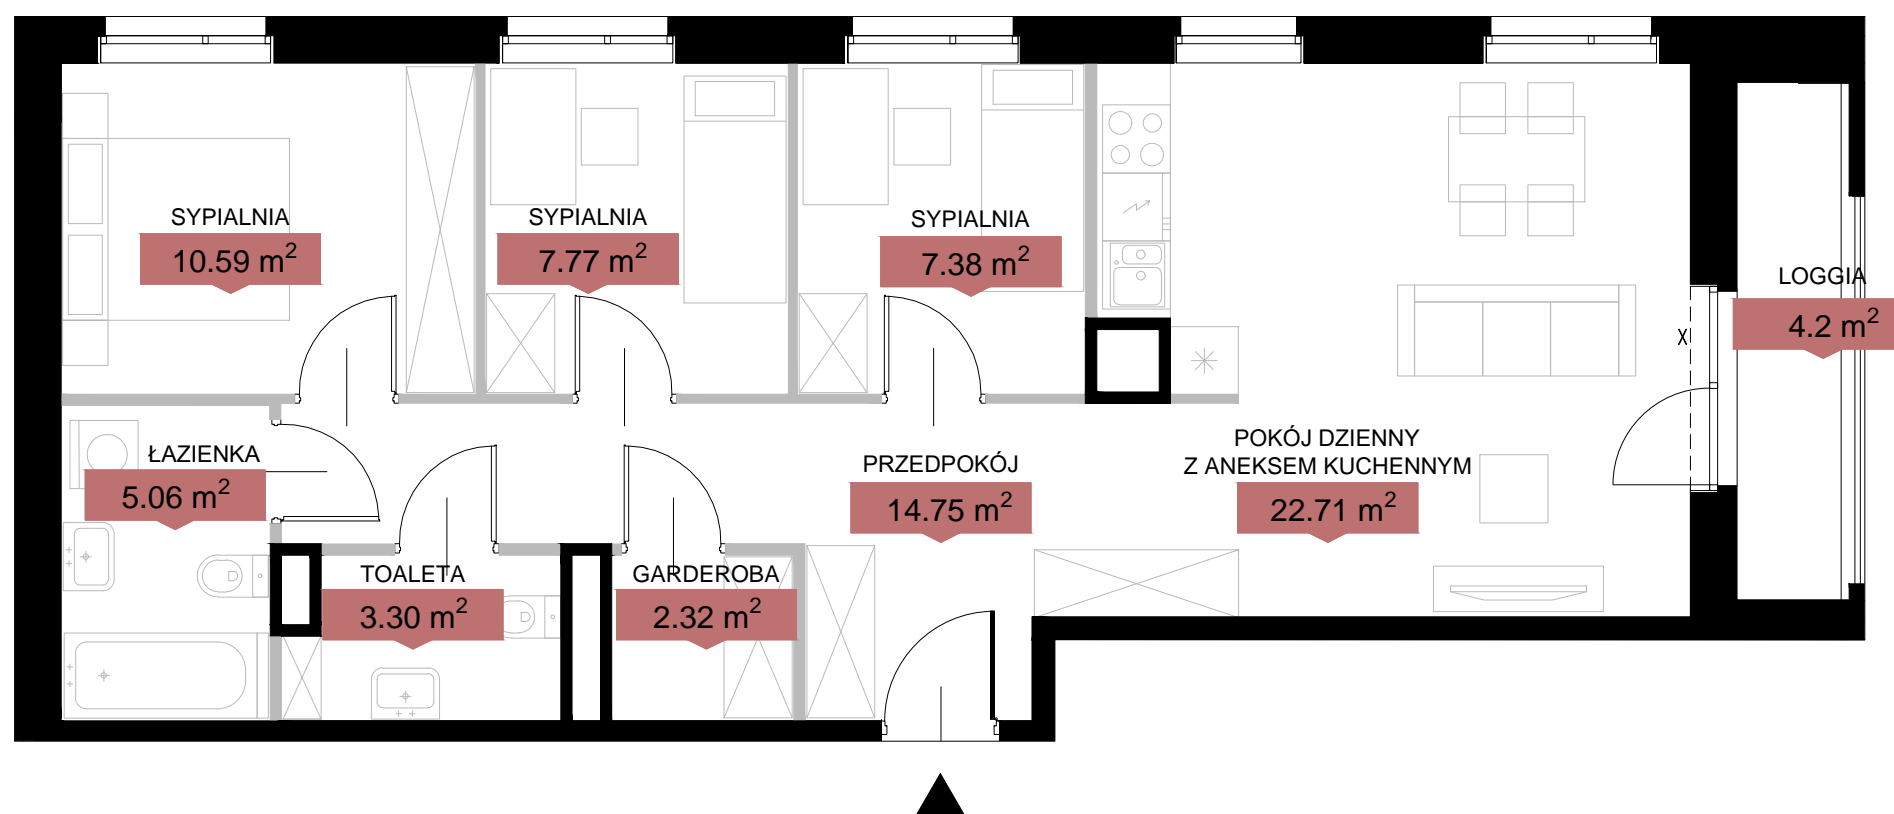 SYPIALNIA
10.59 m²
SYPIALNIA
7.77 m²
SYPIALNIA
7.38 m²
LOGGIA
4.2 m²
ŁAZIENKA
5.06 m²
PRZEDPOKÓJ
14.75 m²
POKÓJ DZIENNY
Z ANEKSEM KUCHENNYM
22.71 m²
TOALETA
3.30 m²
GARDEROBA
2.32 m²